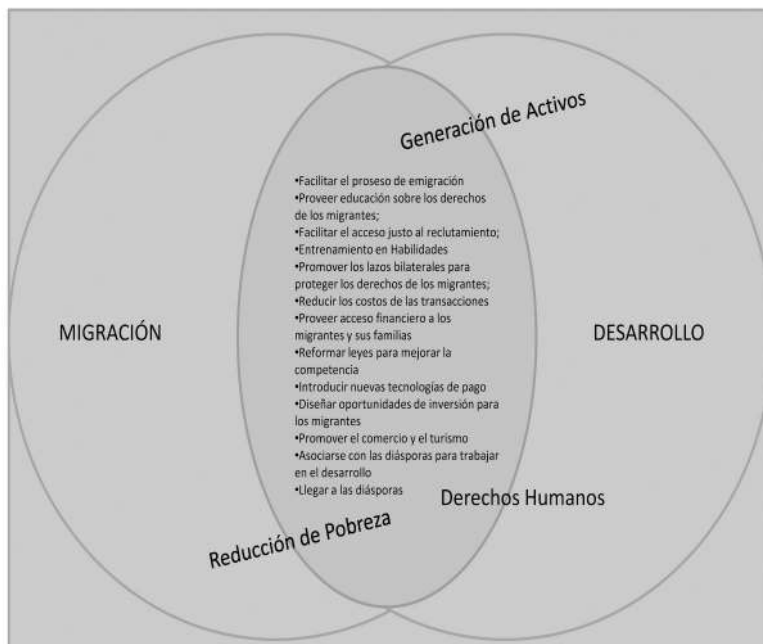 Generación de Activos
•Facilitar el proseso de emigración
•Proveer educación sobre los derechos
de los migrantes;
•Facilitar el acceso justo al reclutamiento;
•Entrenamiento en Habilidades
•Promover los lazos bilaterales para
proteger los derechos de los migrantes;
•Reducir los costos de las transacciones
•Proveer acceso financiero a los
migrantes y sus familias
•Reformar leyes para mejorar la
competencia
•Introducir nuevas tecnologías de pago
•Diseñar oportunidades de inversión para
los migrantes
•Promover el comercio y el turismo
•Asociarse con las diásporas para trabajar
en el desarrollo
•Llegar a las diásporas
MIGRACIÓN
DESARROLLO
Derechos Humanos
Reducción de Pobreza